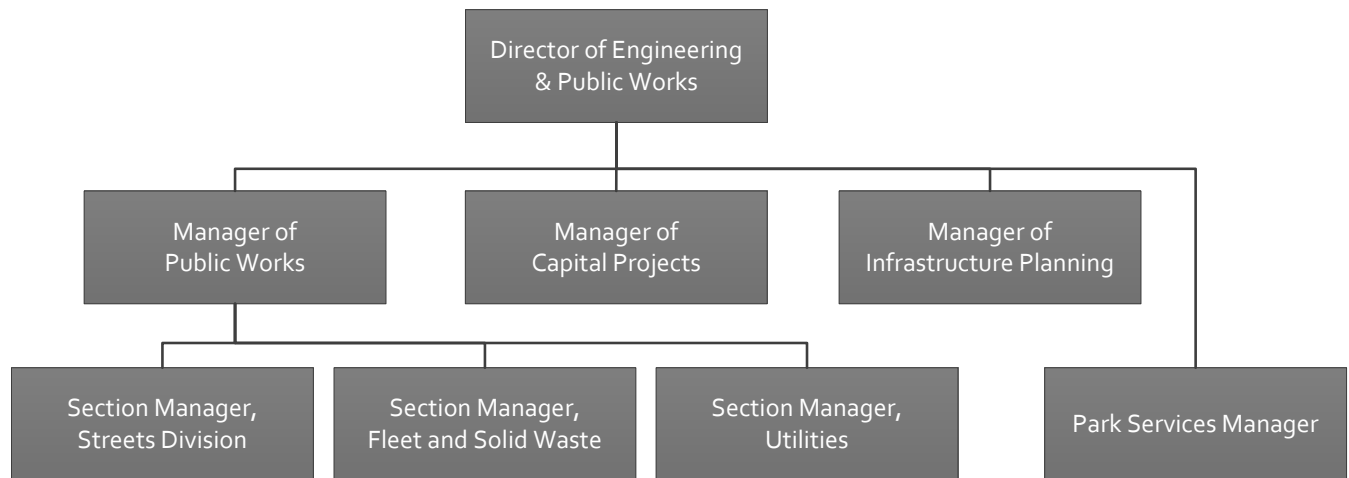 Director of Engineering
& Public Works
Manager of
Public Works
Manager of
Capital Projects
Manager of
Infrastructure Planning
Section Manager,
Streets Division
Section Manager,
Fleet and Solid Waste
Section Manager,
Utilities
Park Services Manager